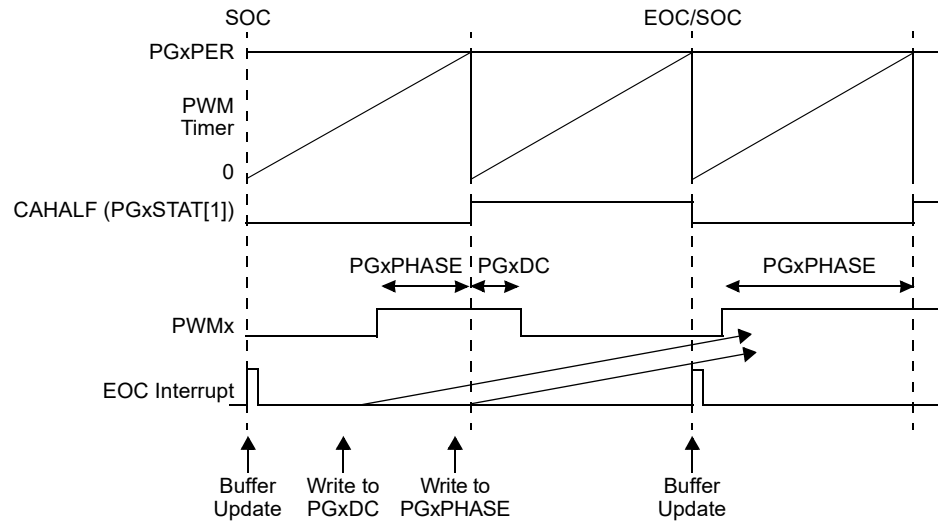 SOC
EOC/SOC
PGxPER
PWM
Timer
0
CAHALF (PGxSTAT[1])
PGxPHASE
PGxDC
PGxPHASE
PWMx
EOC Interrupt
Buffer
Update
Write to
PGxDC
Write to
PGxPHASE
Buffer
Update